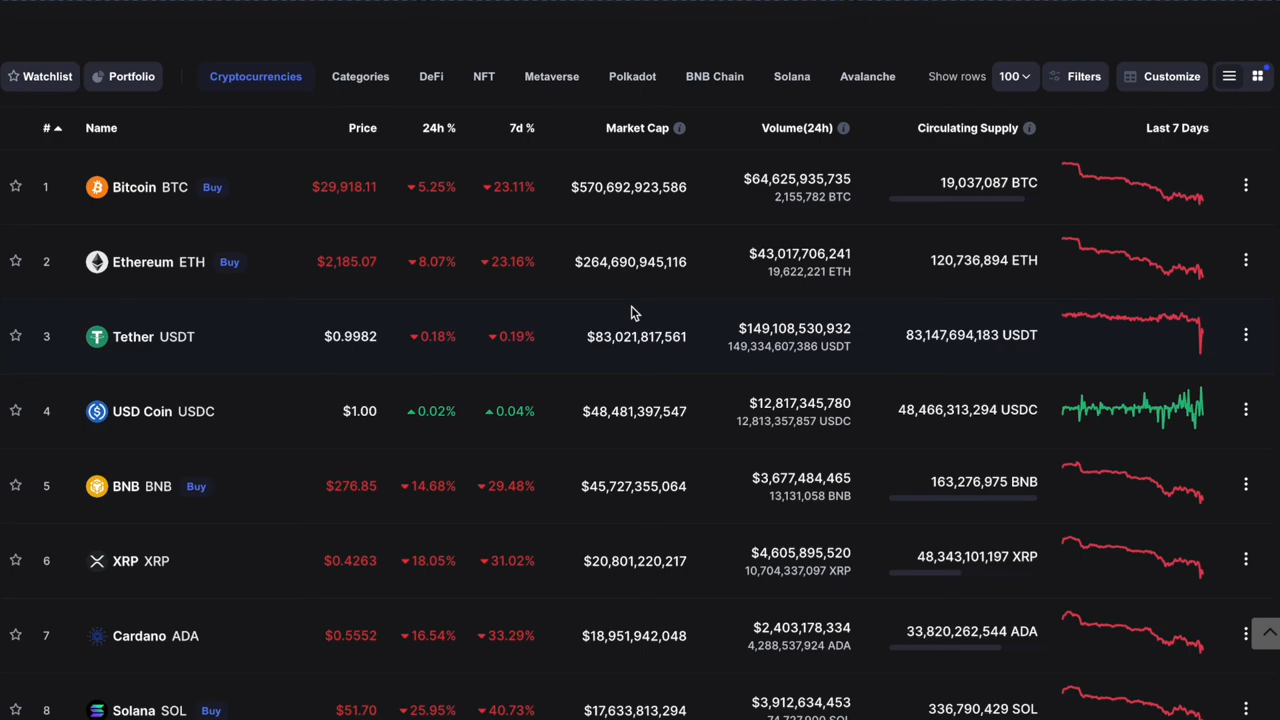 Watchlist Portfolio Cryptocurrencies Categories DeFi NFT Metaverse Polkadot BNB Chain Solana Avalanche Show rows 100 Filters Customize
# Name Price 24h % 7d % Market Cap Volume(24h) Circulating Supply Last 7 Days
1 Bitcoin BTC Buy $29,918.11 5.25% 23.11% $570,692,923,586 $64,625,935,735 19,037,087 BTC
2,155,782 BTC
2 Ethereum ETH Buy $2,185.07 8.07% 23.16% $264,690,945,116 $43,017,706,241 120,736,894 ETH
19,622,221 ETH
3 Tether USDT $0.9982 0.18% 0.19% $83,021,817,561 $149,108,530,932 83,147,694,183 USDT
149,334,607,386 USDT
4 USD Coin USDC $1.00 0.02% 0.04% $48,481,397,547 $12,817,345,780 48,466,313,294 USDC
12,813,357,857 USDC
5 BNB BNB Buy $276.85 14.68% 29.48% $45,727,355,064 $3,677,484,465 163,276,975 BNB
13,131,058 BNB
6 XRP XRP $0.4263 18.05% 31.02% $20,801,220,217 $4,605,895,520 48,343,101,197 XRP
10,704,337,097 XRP
7 Cardano ADA $0.5552 16.54% 33.29% $18,951,942,048 $2,403,178,334 33,820,262,544 ADA
4,288,537,924 ADA
8 Solana SOL Buy $51.70 25.95% 40.73% $17,633,813,294 $3,912,634,453 336,790,429 SOL